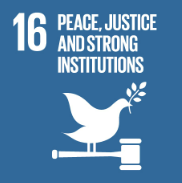 16 PEACE, JUSTICE
AND STRONG
INSTITUTIONS